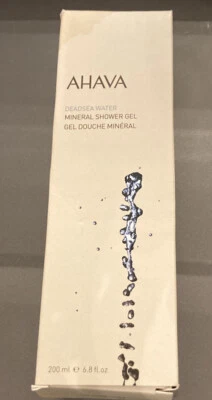 AHAVA
DEADSEA WATER
MINERAL SHOWER GEL
GEL DOUCHE MINÉRAL
200 ml ℮ 6.8 fl.oz